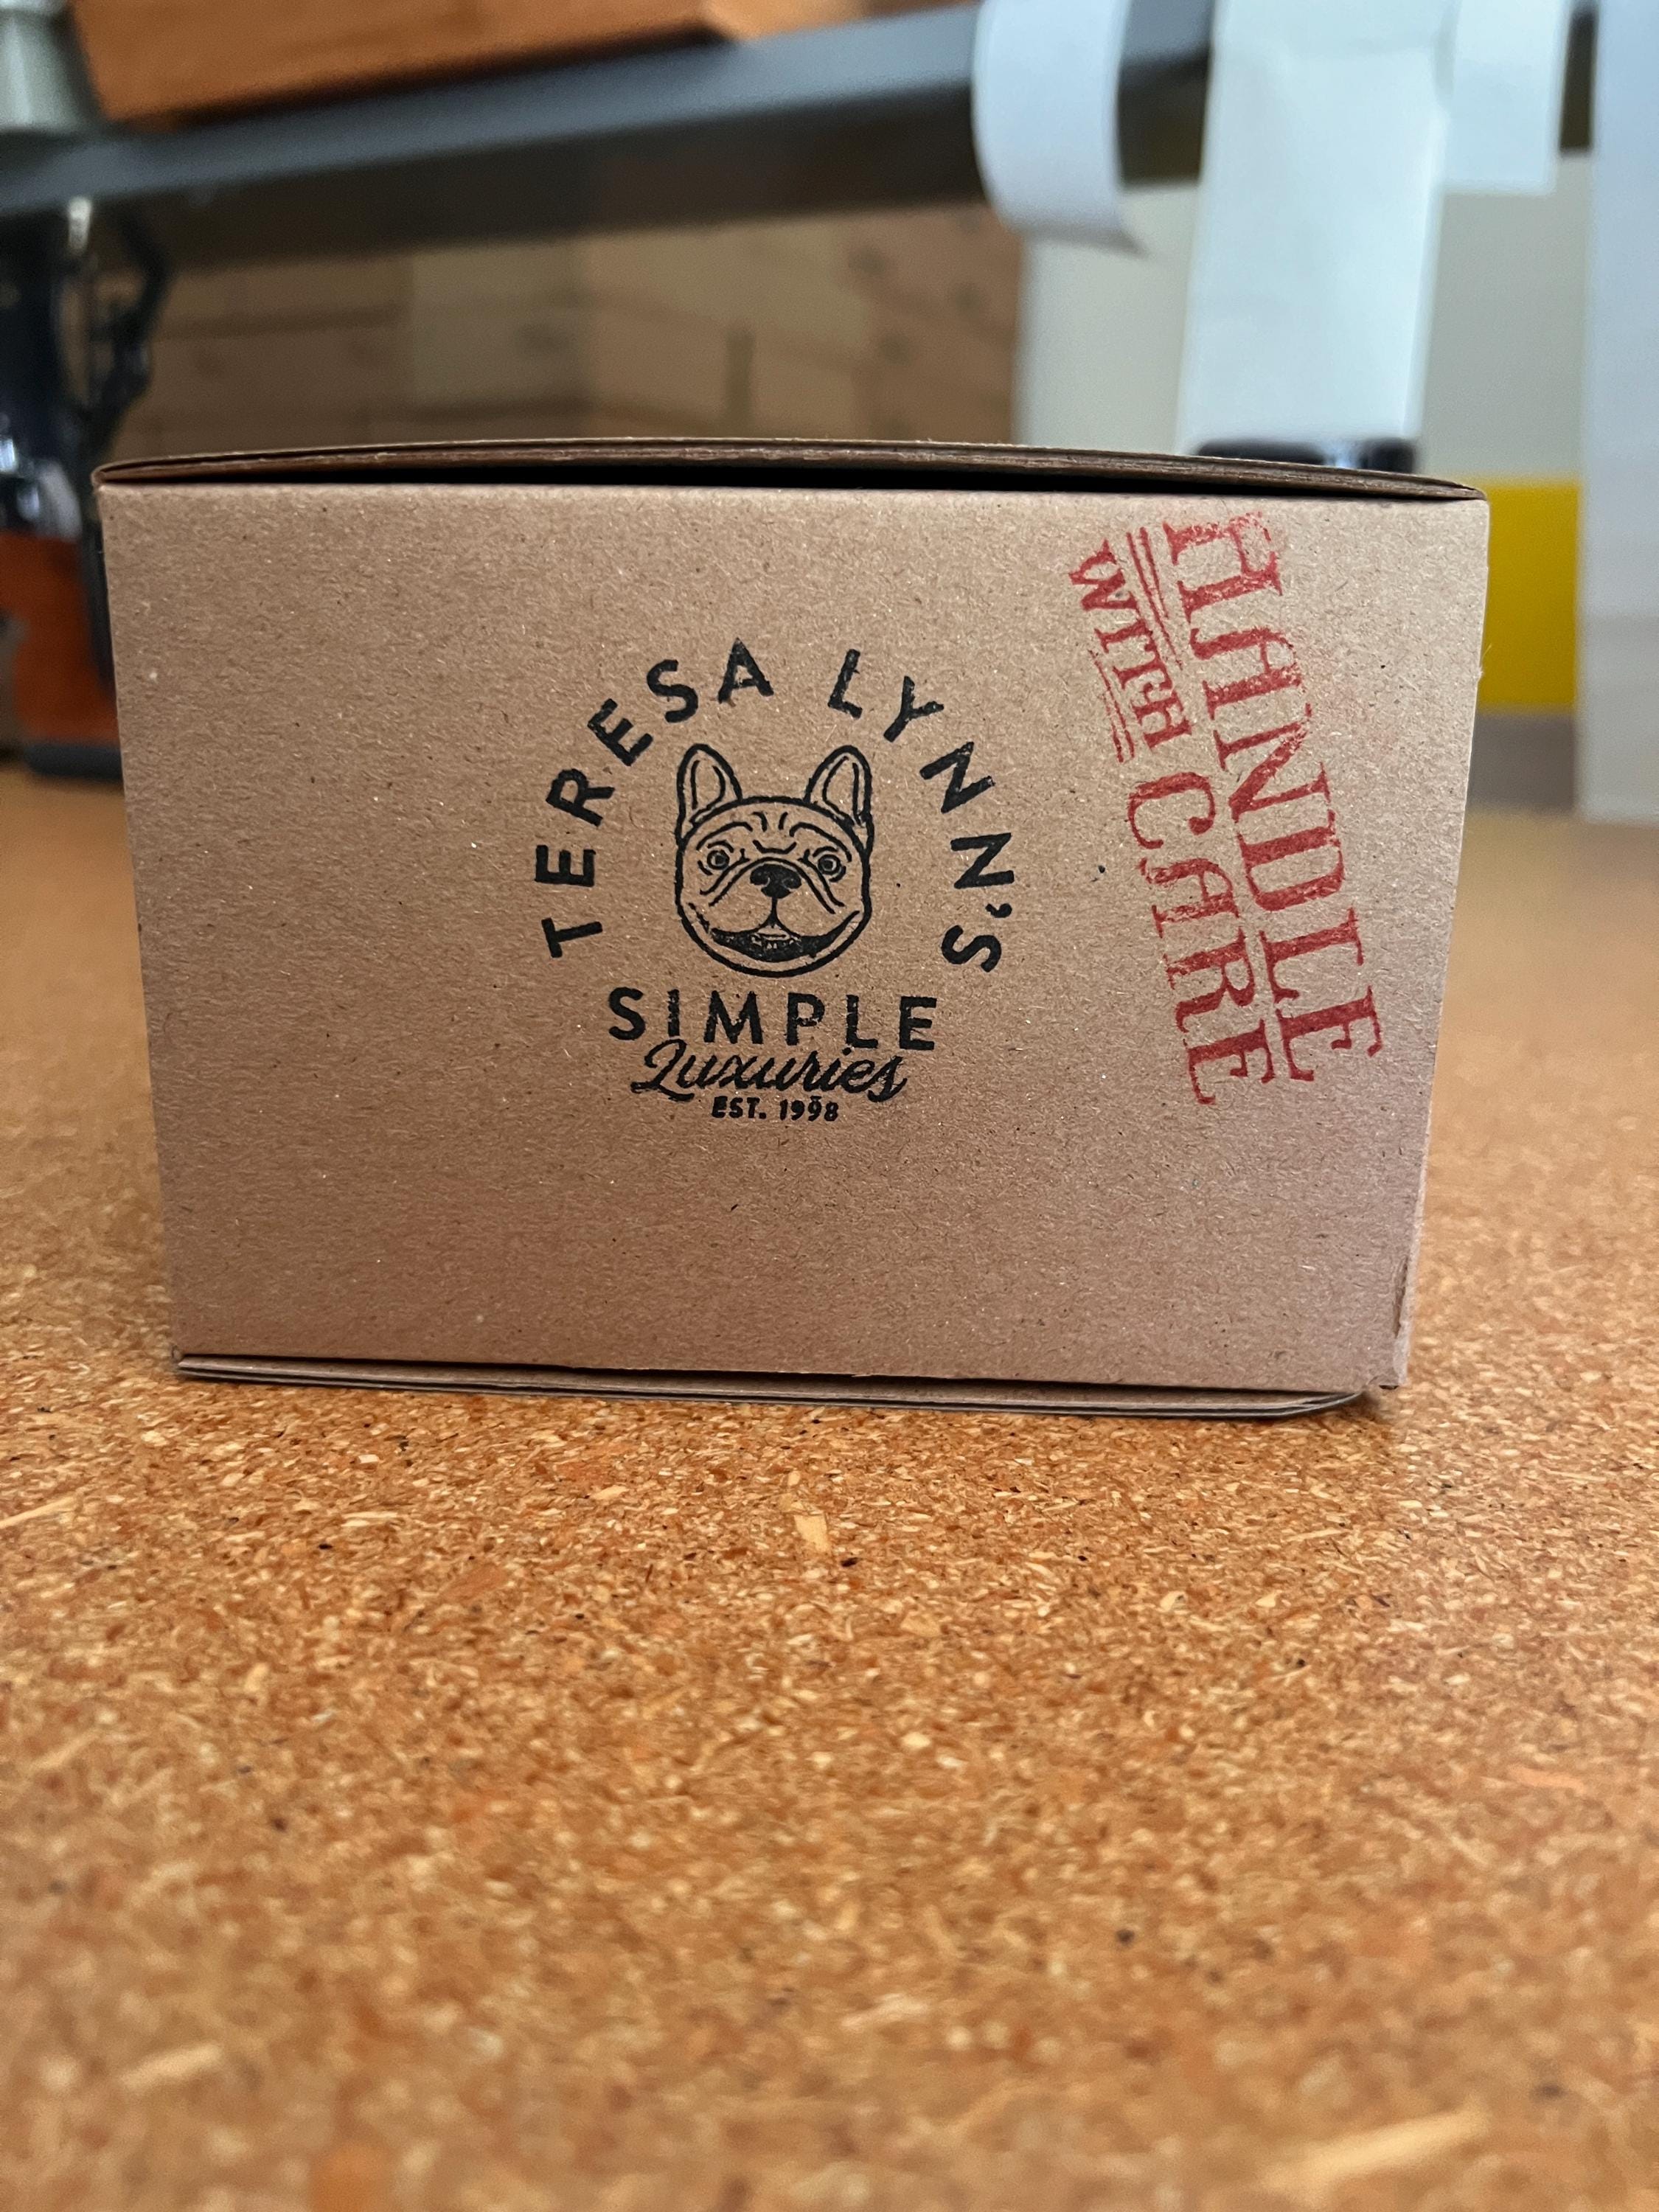 TERESA LYNN'S
SIMPLE
Luxuries
EST. 1998
HANDLE
WITH CARE